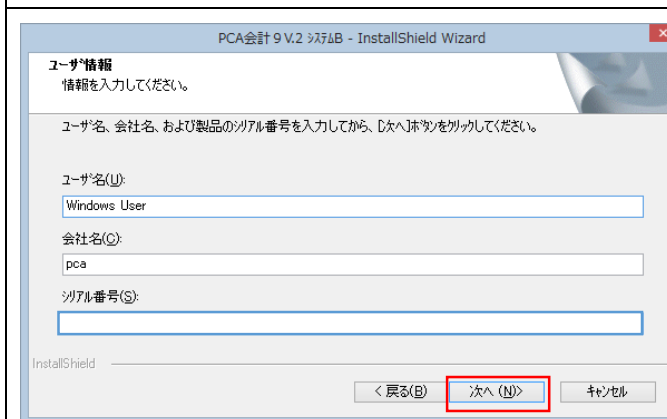 PCA会計９V.2 ｼｽﾃﾑB - InstallShield Wizard
ﾕｰｻﾞ情報
情報を入力してください。
ﾕｰｻﾞ名、会社名、および製品のｼﾘｱﾙ番号を入力してから、[次へ]ﾎﾞﾀﾝをｸﾘｯｸしてください。
ﾕｰｻﾞ名(U):
Windows User
会社名(C):
pca
ｼﾘｱﾙ番号(S):
InstallShield
< 戻る(B)
次へ (N)>
ｷｬﾝｾﾙ